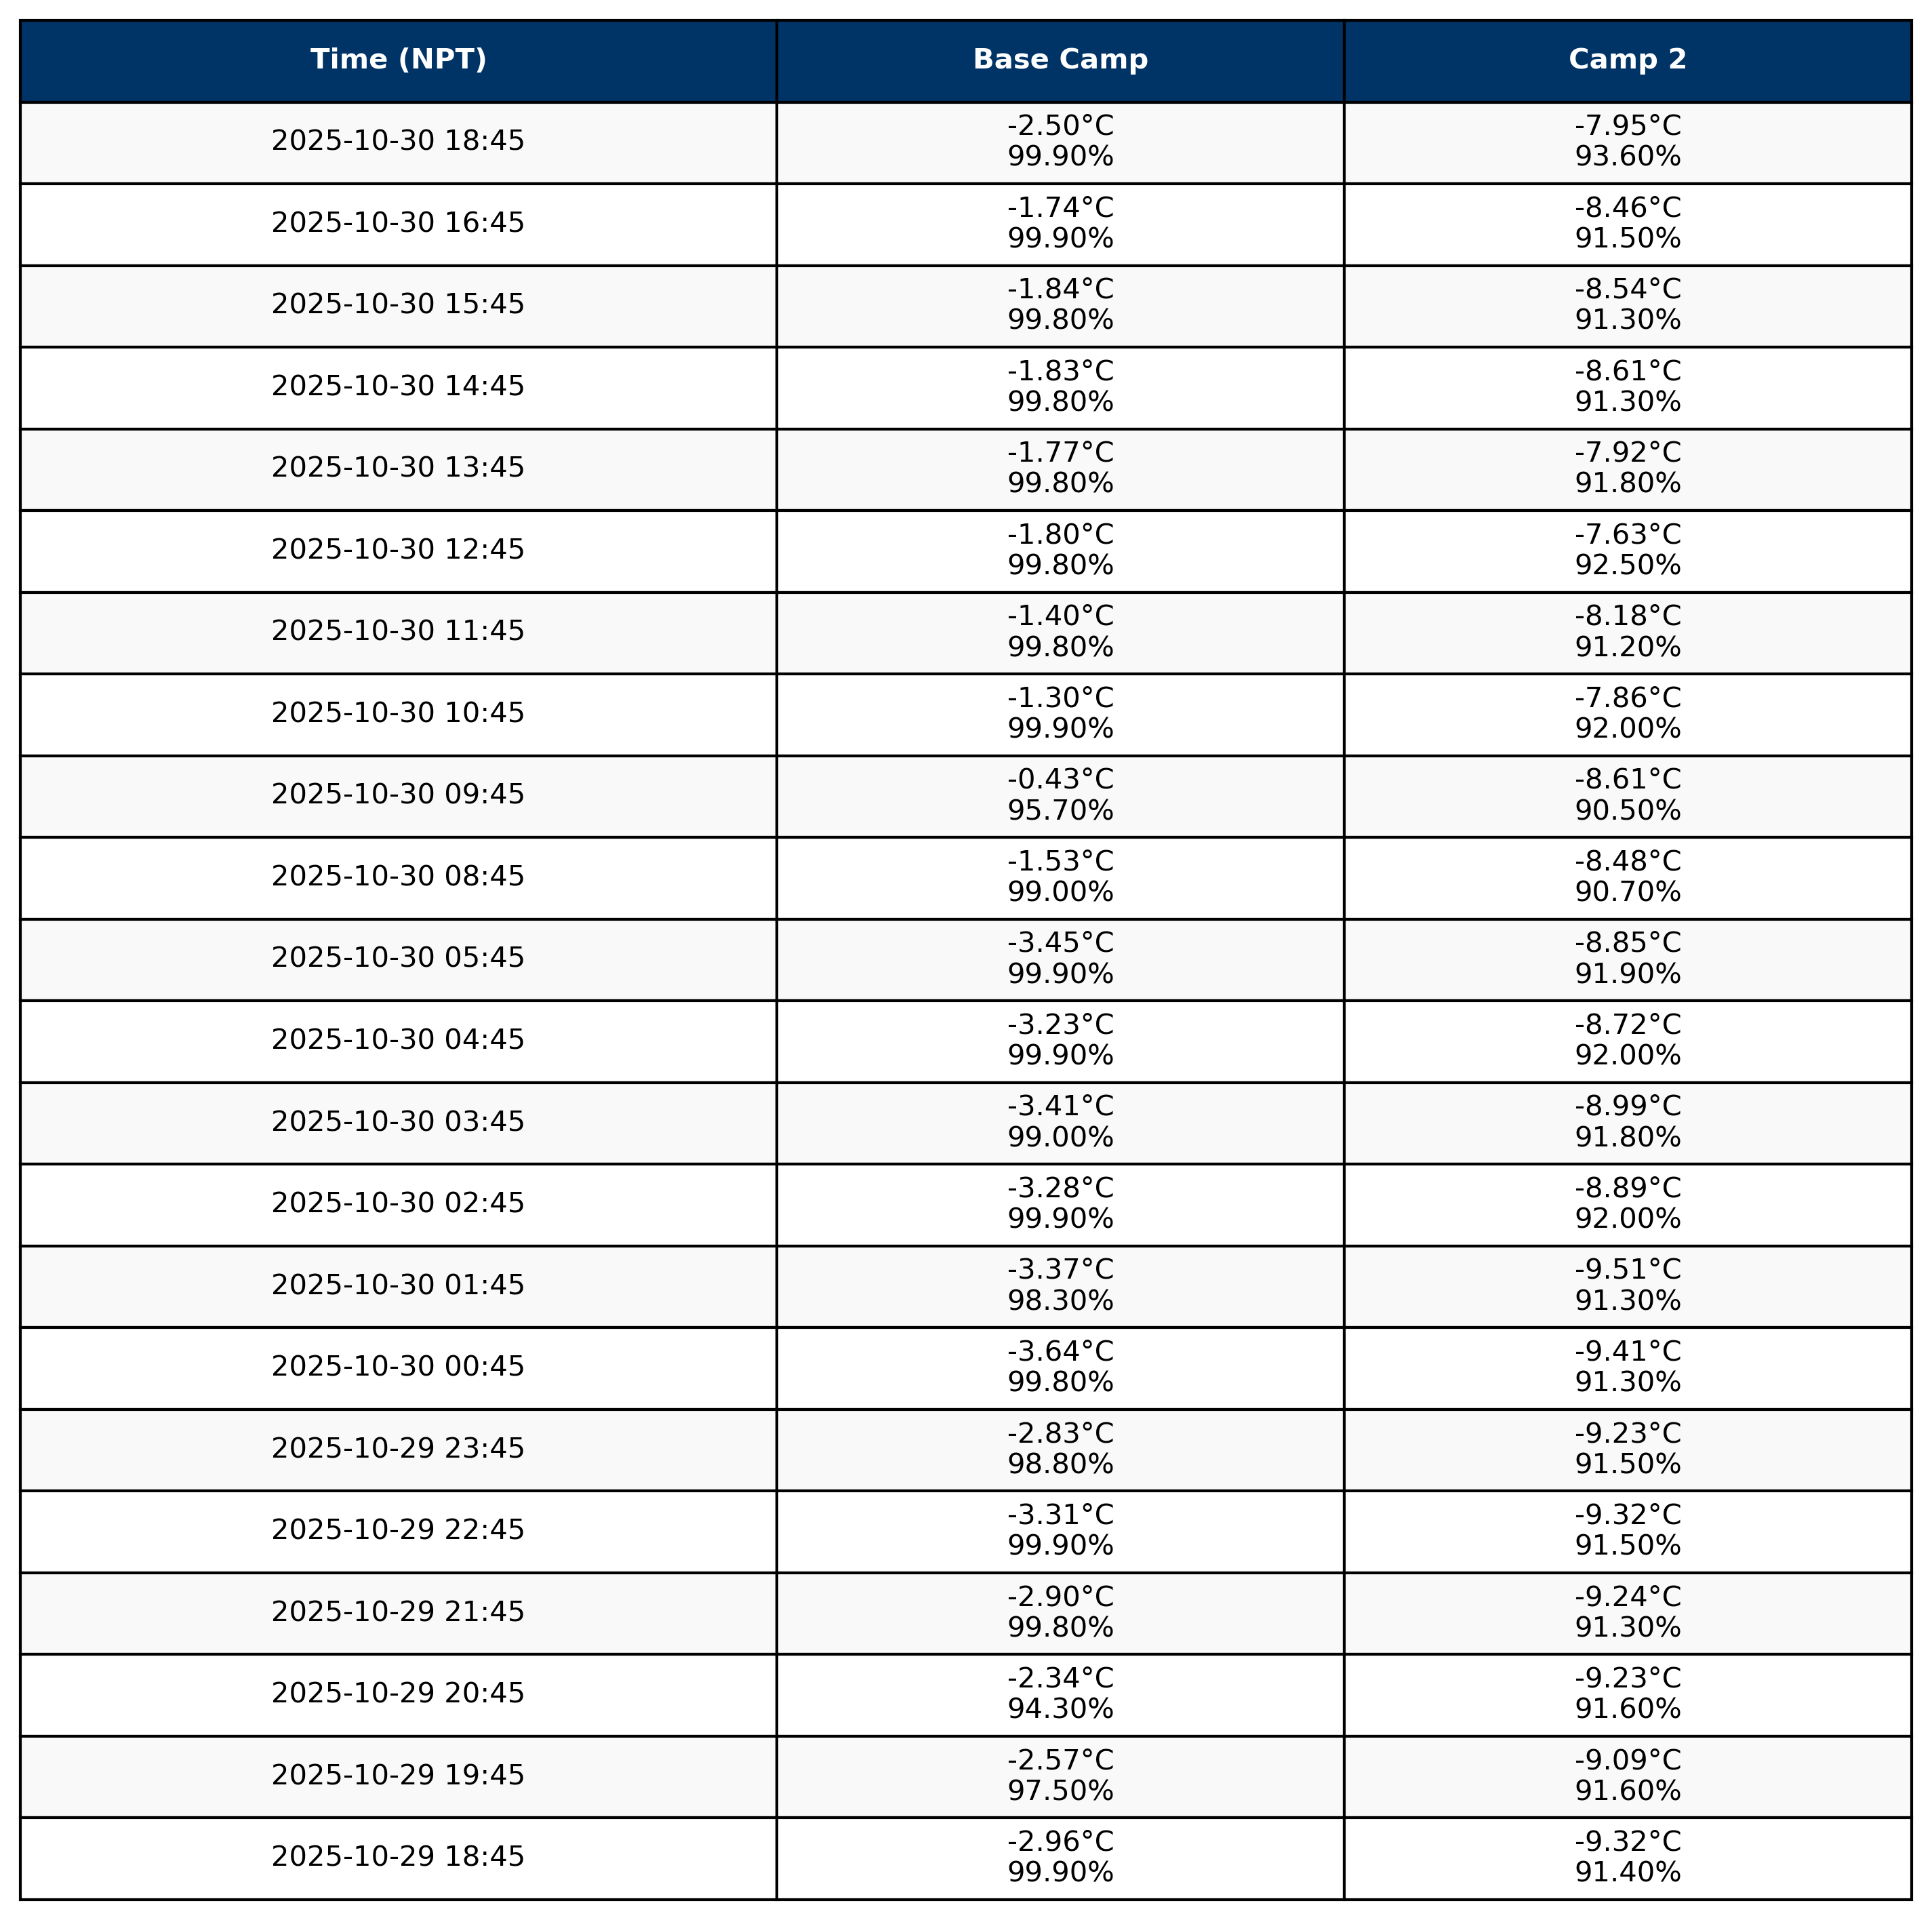 Time (NPT) Base Camp Camp 2
2025-10-30 18:45 -2.50°C -7.95°C
99.90% 93.60%
2025-10-30 16:45 -1.74°C -8.46°C
99.90% 91.50%
2025-10-30 15:45 -1.84°C -8.54°C
99.80% 91.30%
2025-10-30 14:45 -1.83°C -8.61°C
99.80% 91.30%
2025-10-30 13:45 -1.77°C -7.92°C
99.80% 91.80%
2025-10-30 12:45 -1.80°C -7.63°C
99.80% 92.50%
2025-10-30 11:45 -1.40°C -8.18°C
99.80% 91.20%
2025-10-30 10:45 -1.30°C -7.86°C
99.90% 92.00%
2025-10-30 09:45 -0.43°C -8.61°C
95.70% 90.50%
2025-10-30 08:45 -1.53°C -8.48°C
99.00% 90.70%
2025-10-30 05:45 -3.45°C -8.85°C
99.90% 91.90%
2025-10-30 04:45 -3.23°C -8.72°C
99.90% 92.00%
2025-10-30 03:45 -3.41°C -8.99°C
99.00% 91.80%
2025-10-30 02:45 -3.28°C -8.89°C
99.90% 92.00%
2025-10-30 01:45 -3.37°C -9.51°C
98.30% 91.30%
2025-10-30 00:45 -3.64°C -9.41°C
99.80% 91.30%
2025-10-29 23:45 -2.83°C -9.23°C
98.80% 91.50%
2025-10-29 22:45 -3.31°C -9.32°C
99.90% 91.50%
2025-10-29 21:45 -2.90°C -9.24°C
99.80% 91.30%
2025-10-29 20:45 -2.34°C -9.23°C
94.30% 91.60%
2025-10-29 19:45 -2.57°C -9.09°C
97.50% 91.60%
2025-10-29 18:45 -2.96°C -9.32°C
99.90% 91.40%